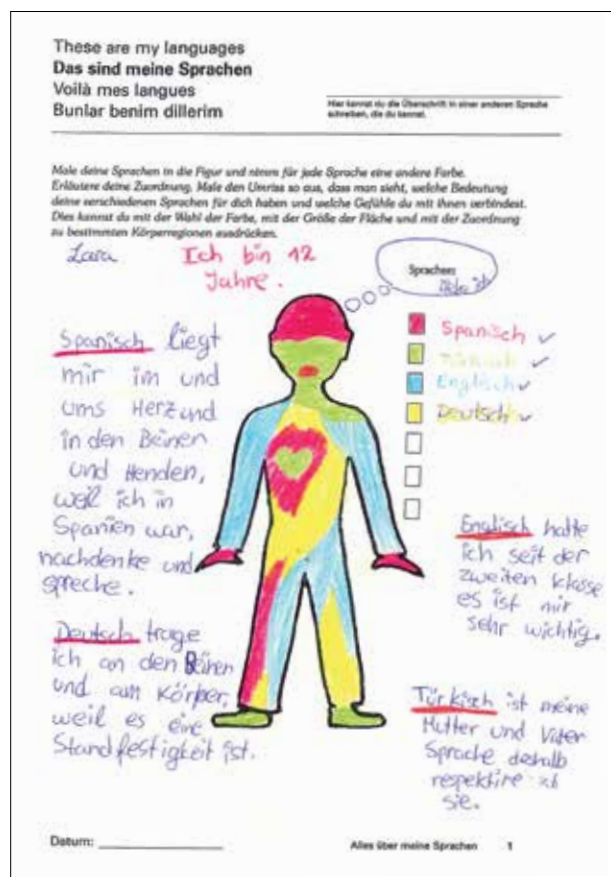 These are my languages
Das sind meine Sprachen
Voilà mes langues
Bunlar benim dillerim
Hier kannst du die Überschrift in einer anderen Sprache
schreiben, die du kannst.
Male deine Sprachen in die Figur und nimm für jede Sprache eine andere Farbe.
Erläutere deine Zuordnung. Male den Umriss so aus, dass man sieht, welche Bedeutung
deine verschiedenen Sprachen für dich haben und welche Gefühle du mit ihnen verbindest.
Dies kannst du mit der Wahl der Farbe, mit der Größe der Fläche und mit der Zuordnung
zu bestimmten Körperregionen ausdrücken.
Lara
Ich bin 12
Jahre.
Sprachen:
Spanisch
Türkisch
Englisch
Deutsch
Spanisch liegt
mir im und
ums Herz und
in den Beinen
und Henden,
weil ich in
Spanien war,
nachdenke und
spreche.
Deutsch trage
ich an den Beinen
und am Körper,
weil es eine
Standfestigkeit ist.
Englisch hatte
ich seit der
zweiten klasse
es ist mir
sehr wichtig.
Türkisch ist meine
Mutter und Vater
Sprache deshalb
respektire ich
sie.
Datum:
Alles über meine Sprachen 1